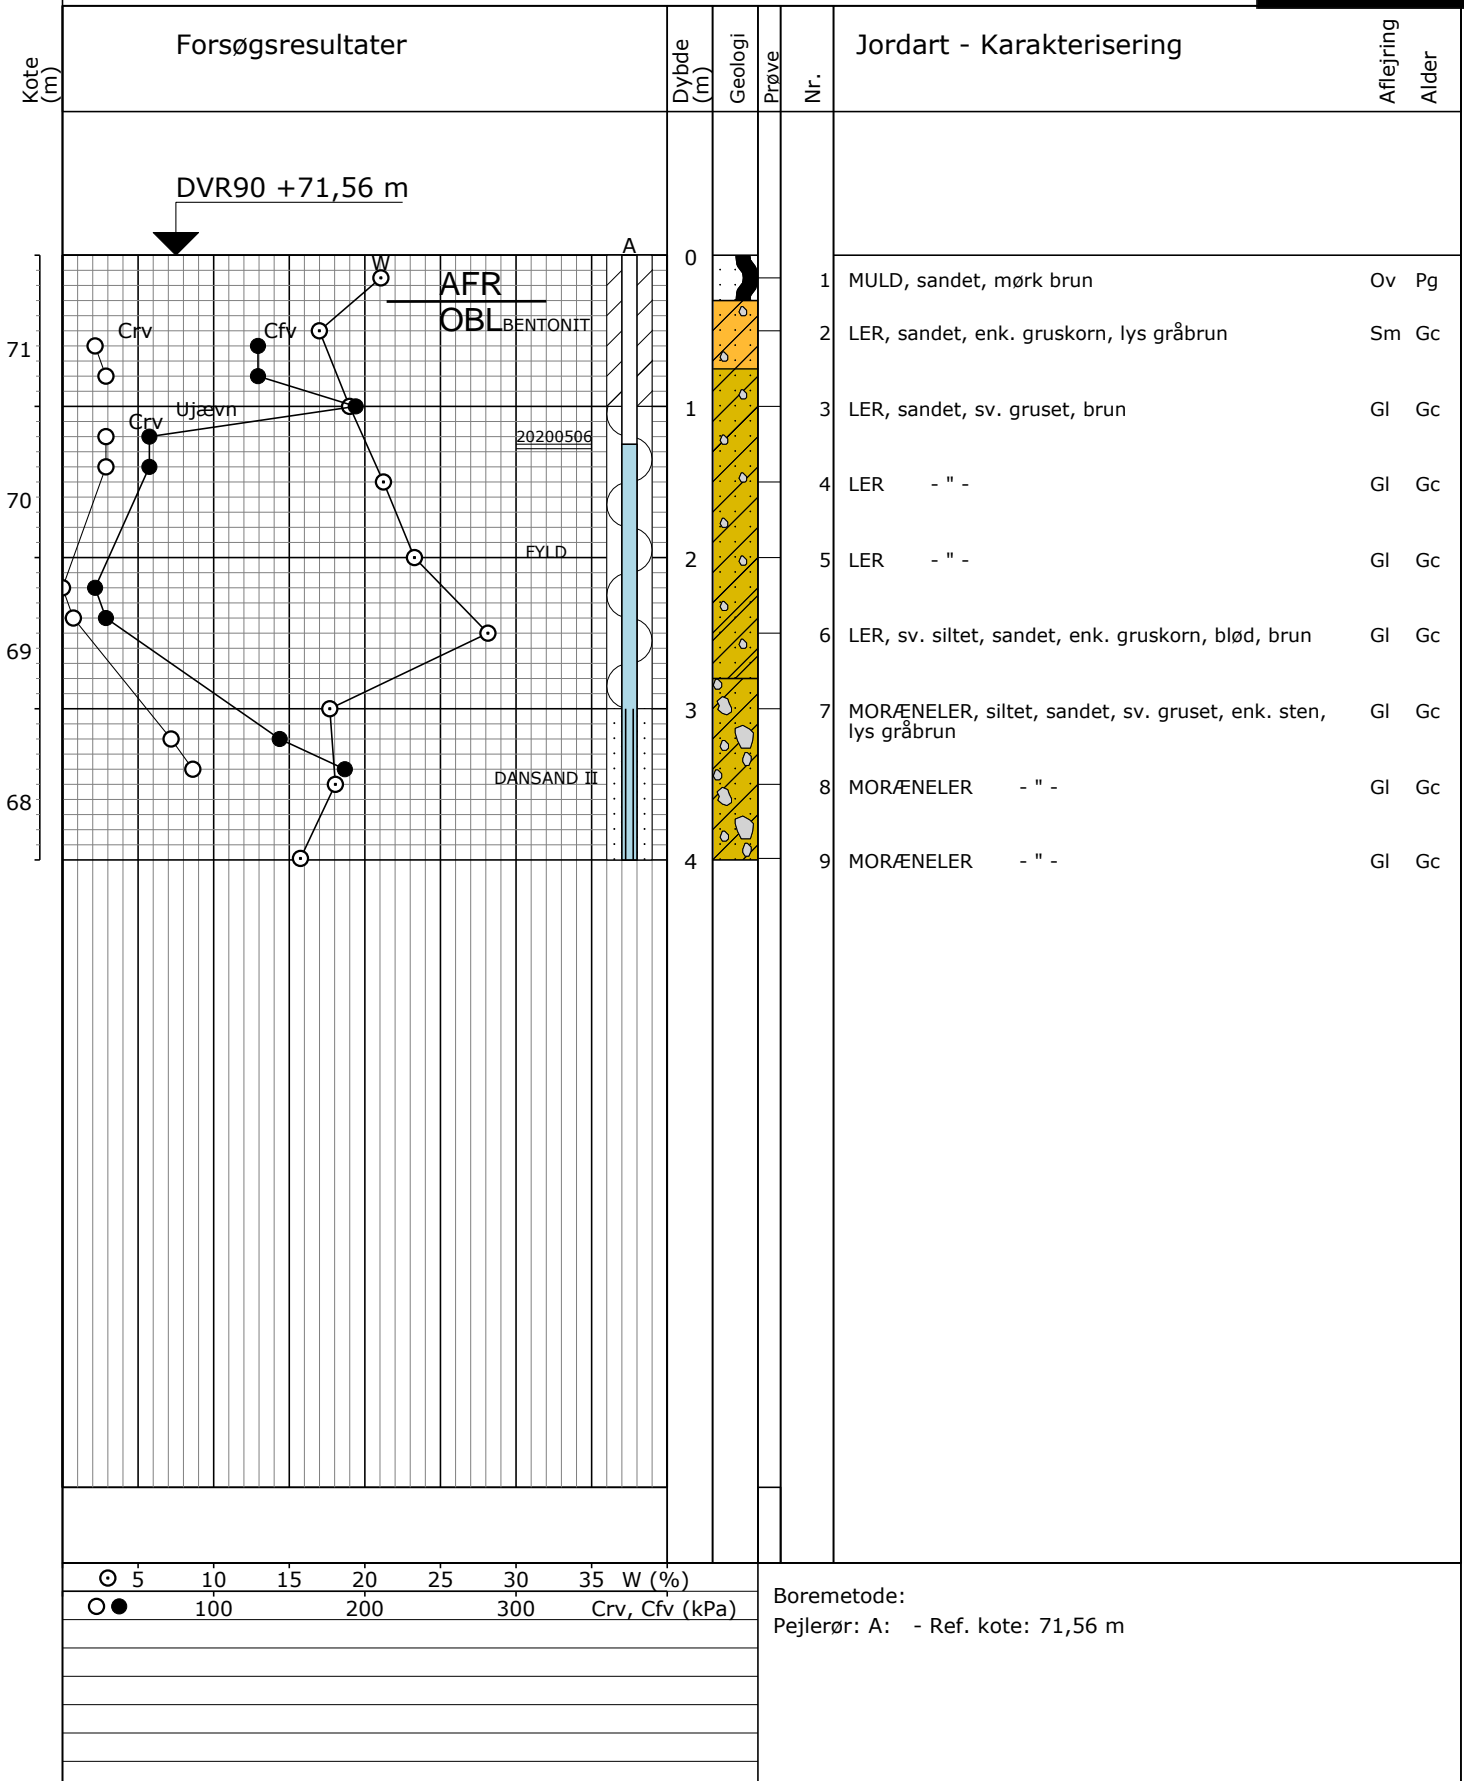 Kote (m)
Forsøgsresultater
Dybde (m)
Geologi
Prøve
Nr.
Jordart - Karakterisering
Aflejring
Alder
DVR90 +71,56 m
A
W
0
AFR
OBL
BENTONIT
1 MULD, sandet, mørk brun Ov Pg
Crv
Cfv
2 LER, sandet, enk. gruskorn, lys gråbrun Sm Gc
71
Ujævn
Crv
1
3 LER, sandet, sv. gruset, brun Gl Gc
20200506
4 LER - " - Gl Gc
70
FYLD
2
5 LER - " - Gl Gc
6 LER, sv. siltet, sandet, enk. gruskorn, blød, brun Gl Gc
69
3
7 MORÆNELER, siltet, sandet, sv. gruset, enk. sten, Gl Gc
lys gråbrun
DANSAND II
8 MORÆNELER - " - Gl Gc
68
4
9 MORÆNELER - " - Gl Gc
5 10 15 20 25 30 35 W (%)
100 200 300 Crv, Cfv (kPa)
Boremetode:
Pejlerør: A: - Ref. kote: 71,56 m